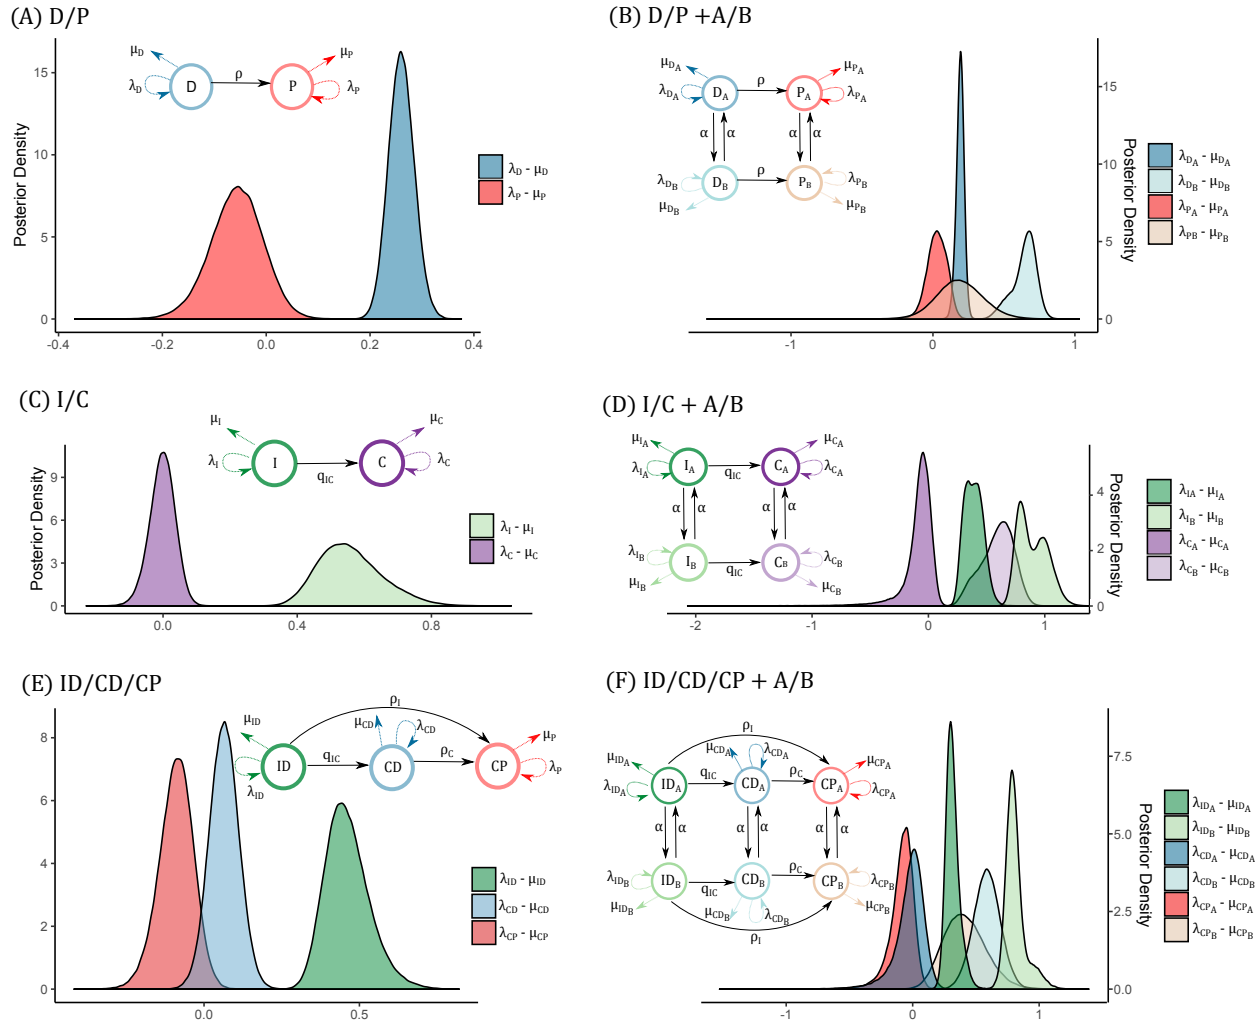 (A) D/P
Posterior Density
15
10
5
0
-0.4
-0.2
0.0
0.2
0.4
μD
λD
D
ρ
P
μP
λP
λD - μD
λP - μP
(B) D/P +A/B
μDA
λDA
DA
ρ
PA
μPA
λPA
α
α
α
α
λDB
μDB
DB
ρ
PB
λPB
μPB
-1
0
1
15
10
5
0
Posterior Density
λDA - μDA
λDB - μDB
λPA - μPA
λPB - μPB
(C) I/C
Posterior Density
9
6
3
0
0.0
0.4
0.8
μI
λI
I
qIC
C
μC
λC
λI - μI
λC - μC
(D) I/C + A/B
μIA
λIA
IA
qIC
CA
μCA
λCA
α
α
α
α
λIB
μIB
IB
qIC
CB
λCB
μCB
-2
-1
0
1
4
2
0
Posterior Density
λIA - μIA
λIB - μIB
λCA - μCA
λCB - μCB
(E) ID/CD/CP
Posterior Density
8
6
4
2
0
0.0
0.5
μID
λID
ID
qIC
ρI
μCD
λCD
CD
ρC
CP
μP
λP
λID - μID
λCD - μCD
λCP - μCP
(F) ID/CD/CP + A/B
μIDA
λIDA
IDA
qIC
ρI
μCDA
λCDA
CDA
ρC
CPA
μCPA
λCPA
α
α
α
α
α
α
λIDB
μIDB
IDB
qIC
CDB
μCDB
λCDB
ρC
ρI
CPB
λCPB
μCPB
-1
0
1
7.5
5.0
2.5
0.0
Posterior Density
λIDA - μIDA
λIDB - μIDB
λCDA - μCDA
λCDB - μCDB
λCPA - μCPA
λCPB - μCPB